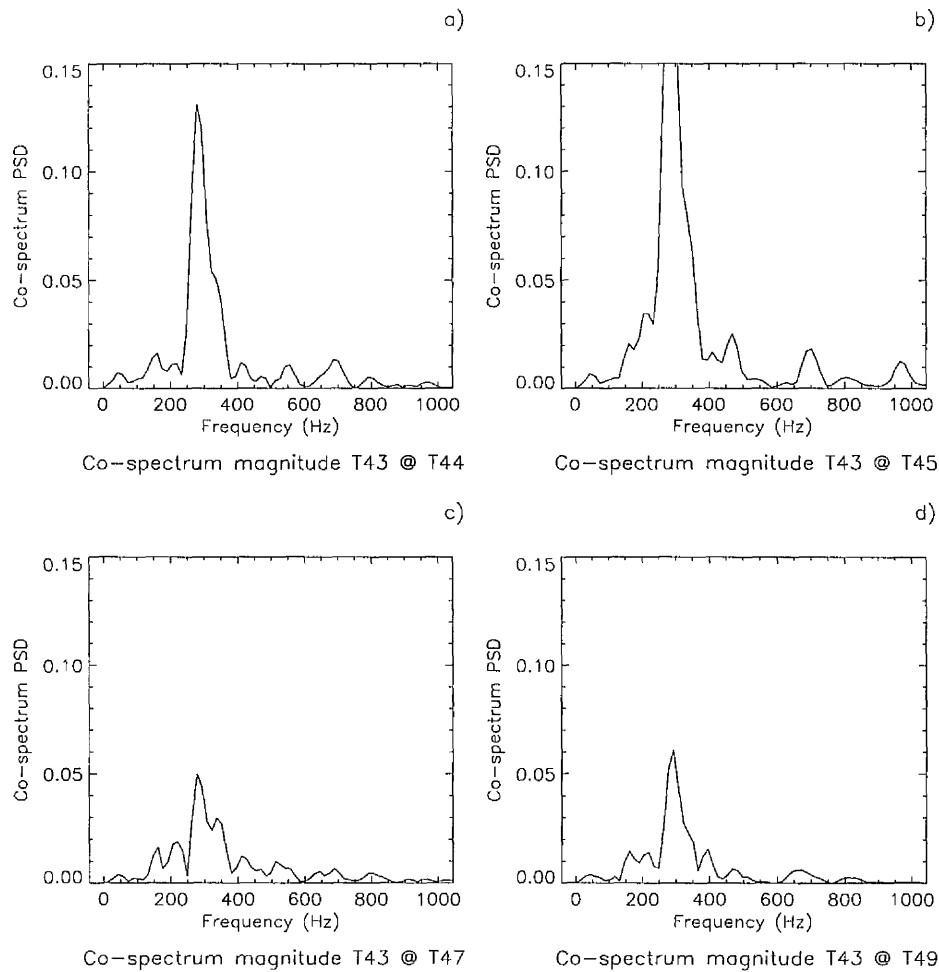 a)
0.15
0.10
0.05
0.00
Co-spectrum PSD
0 200 400 600 800 1000
Frequency (Hz)
Co-spectrum magnitude T43 @ T44
b)
0.15
0.10
0.05
0.00
Co-spectrum PSD
0 200 400 600 800 1000
Frequency (Hz)
Co-spectrum magnitude T43 @ T45
c)
0.15
0.10
0.05
0.00
Co-spectrum PSD
0 200 400 600 800 1000
Frequency (Hz)
Co-spectrum magnitude T43 @ T47
d)
0.15
0.10
0.05
0.00
Co-spectrum PSD
0 200 400 600 800 1000
Frequency (Hz)
Co-spectrum magnitude T43 @ T49